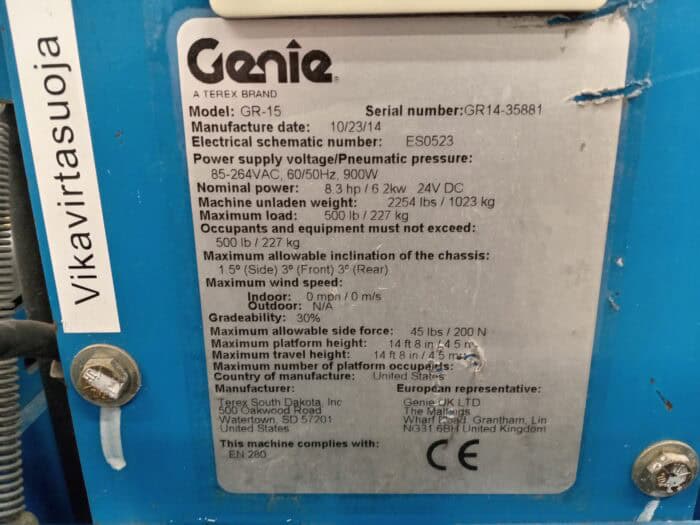 Vikavirtasuoja
Genie
A TEREX BRAND
Model: GR-15 Serial number:GR14-35881
Manufacture date: 10/23/14
Electrical schematic number: ES0523
Power supply voltage/Pneumatic pressure:
85-264VAC, 60/50Hz, 900W
Nominal power: 8.3 hp / 6.2kw 24V DC
Machine unladen weight: 2254 lbs / 1023 kg
Maximum load: 500 lb / 227 kg
Occupants and equipment must not exceed:
500 lb / 227 kg
Maximum allowable inclination of the chassis:
1.5º (Side) 3º (Front) 3º (Rear)
Maximum wind speed:
Indoor: 0 mph / 0 m/s
Outdoor: N/A
Gradeability: 30%
Maximum allowable side force: 45 lbs / 200 N
Maximum platform height: 14 ft 8 in / 4.5 m
Maximum travel height: 14 ft 8 in / 4.5
Maximum number of platform occupants:
Country of manufacture: United States
Manufacturer: European representative:
Terex South Dakota, Inc Genie UK LTD
500 Oakwood Road The Maltings
Watertown, SD 57201 Wharf Road, Grantham, Lin
United States NG31 6BH United Kingdom
This machine complies with:
EN 280
CE